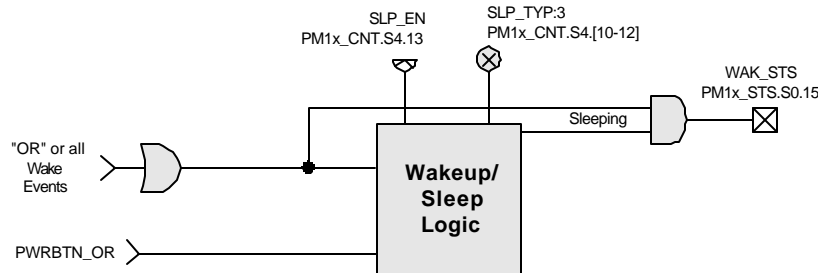 SLP_EN
PM1x_CNT.S4.13
SLP_TYP:3
PM1x_CNT.S4.[10-12]
WAK_STS
PM1x_STS.S0.15
Sleeping
"OR" or all
Wake
Events
Wakeup/
Sleep
Logic
PWRBTN_OR